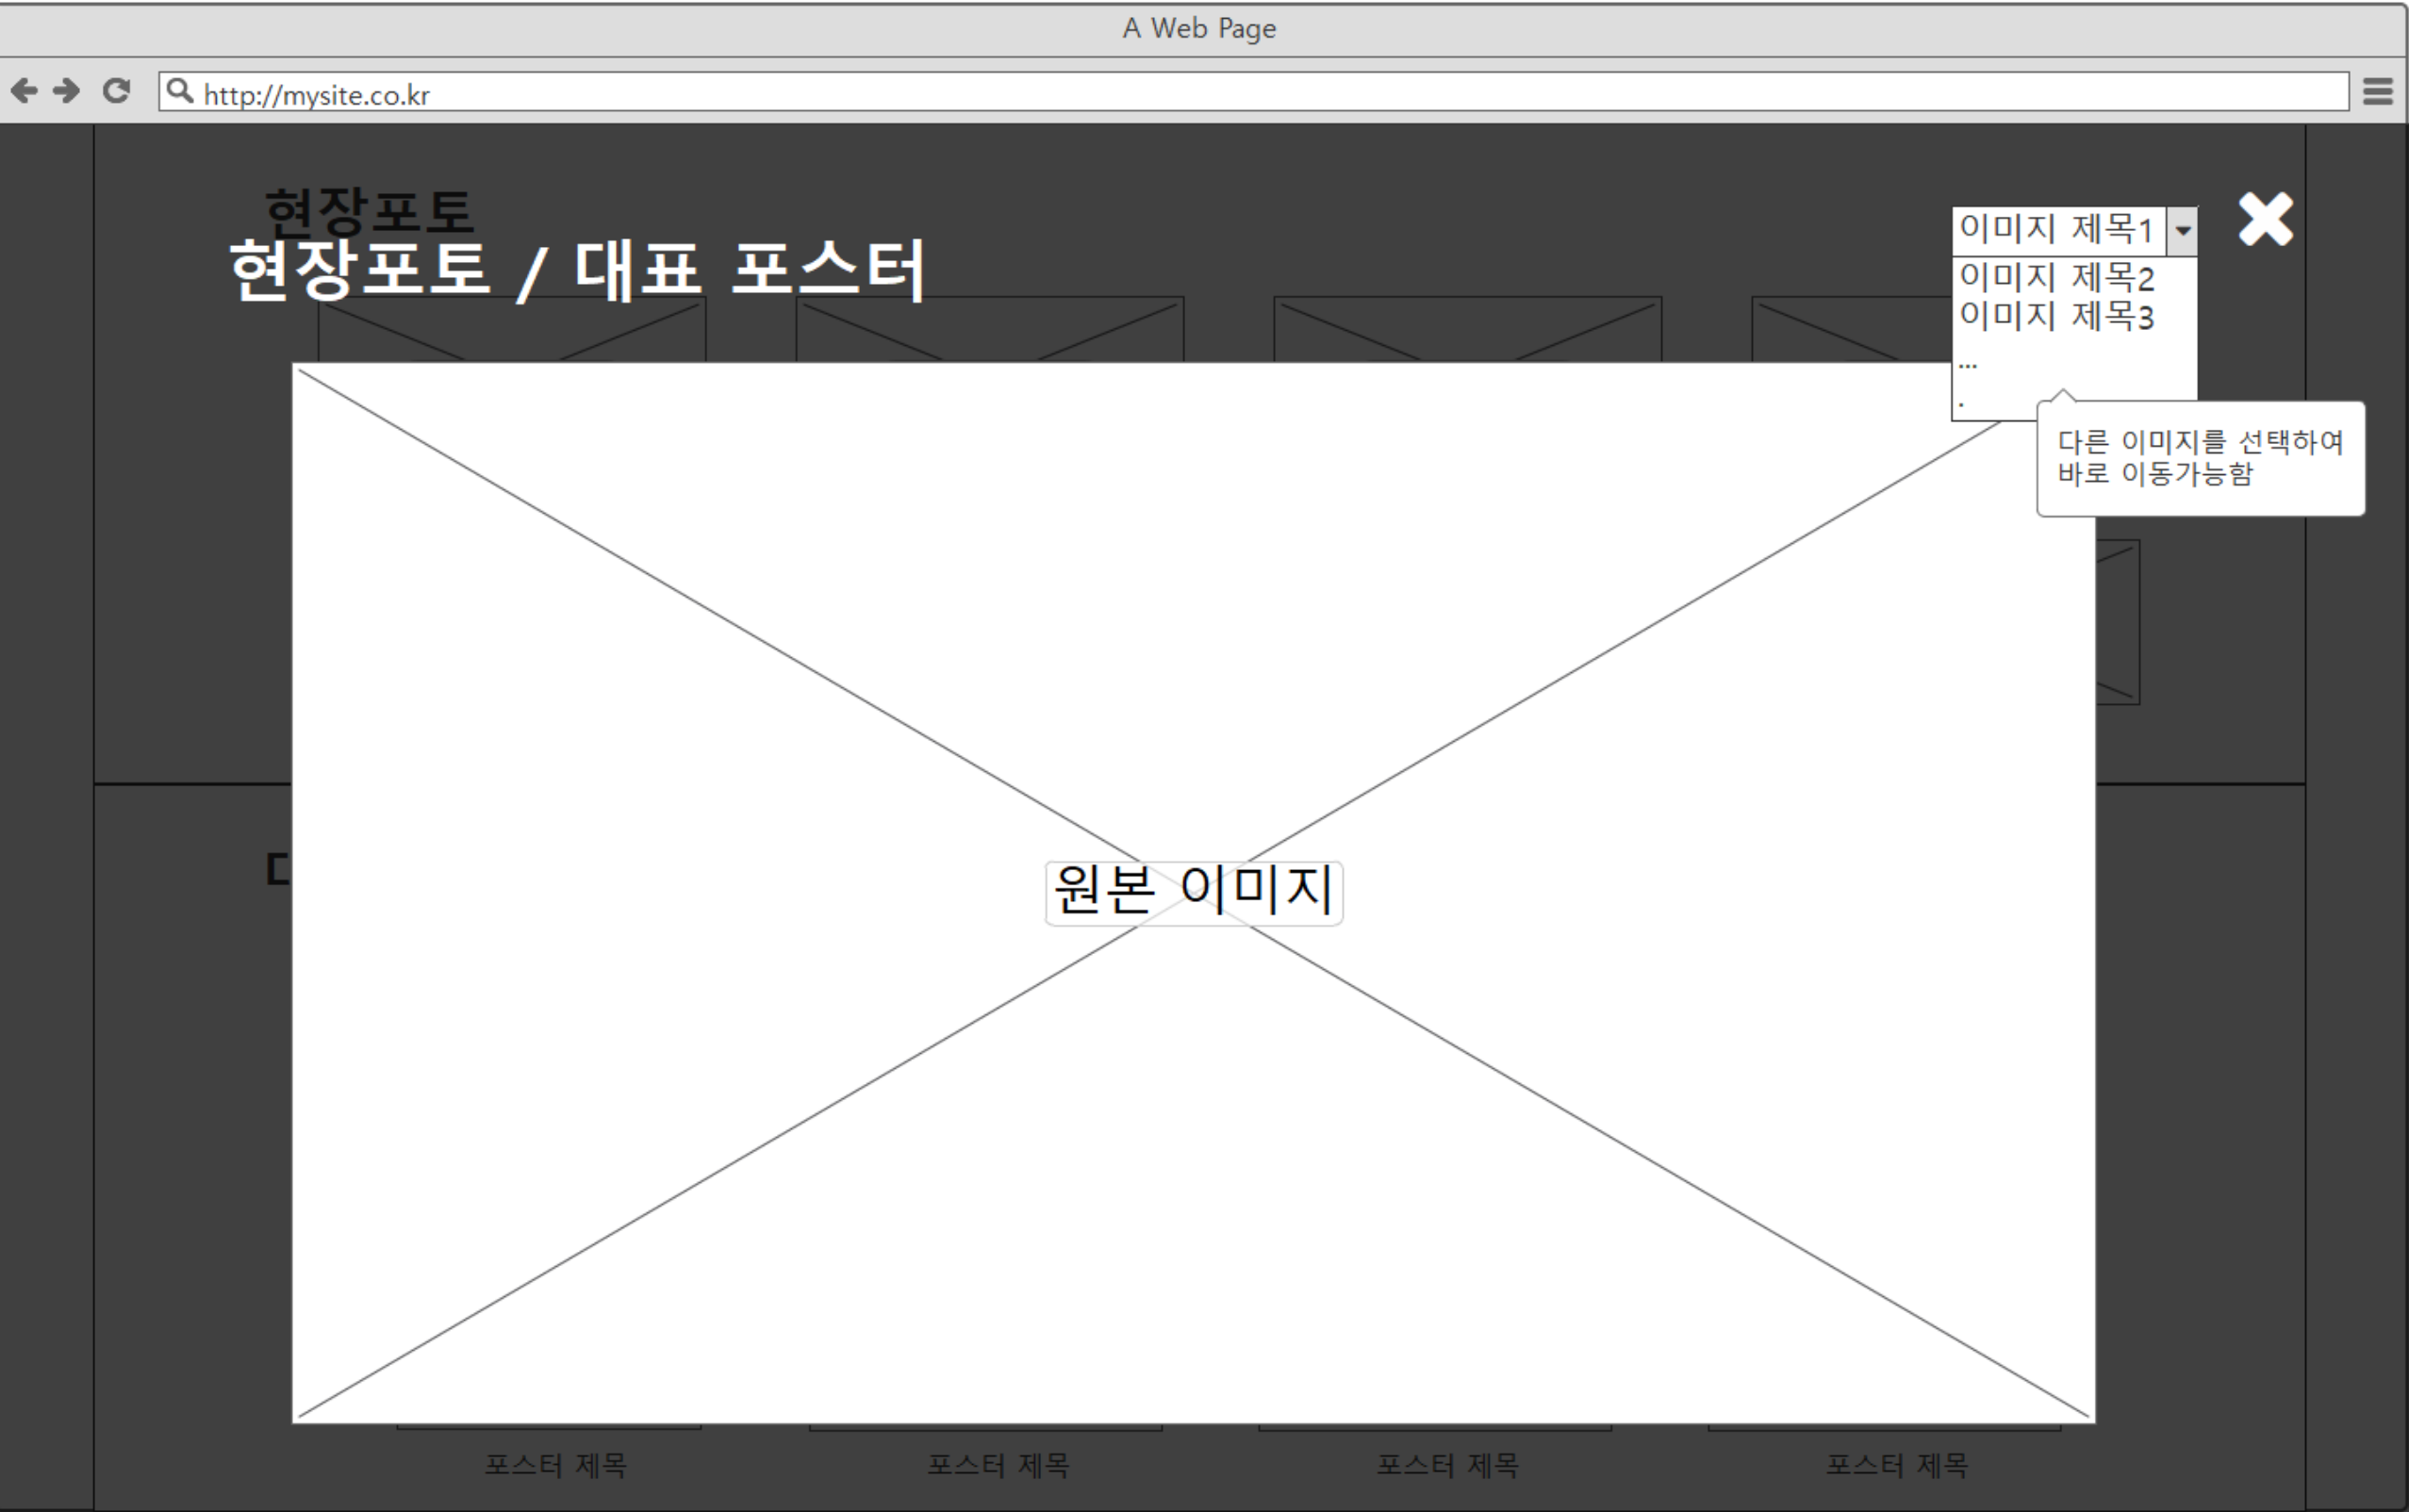 A Web Page
http://mysite.co.kr
현장포토
현장포토 / 대표 포스터
이미지 제목1
이미지 제목2
이미지 제목3
...
.
다른 이미지를 선택하여
바로 이동가능함
원본 이미지
포스터 제목 포스터 제목 포스터 제목 포스터 제목